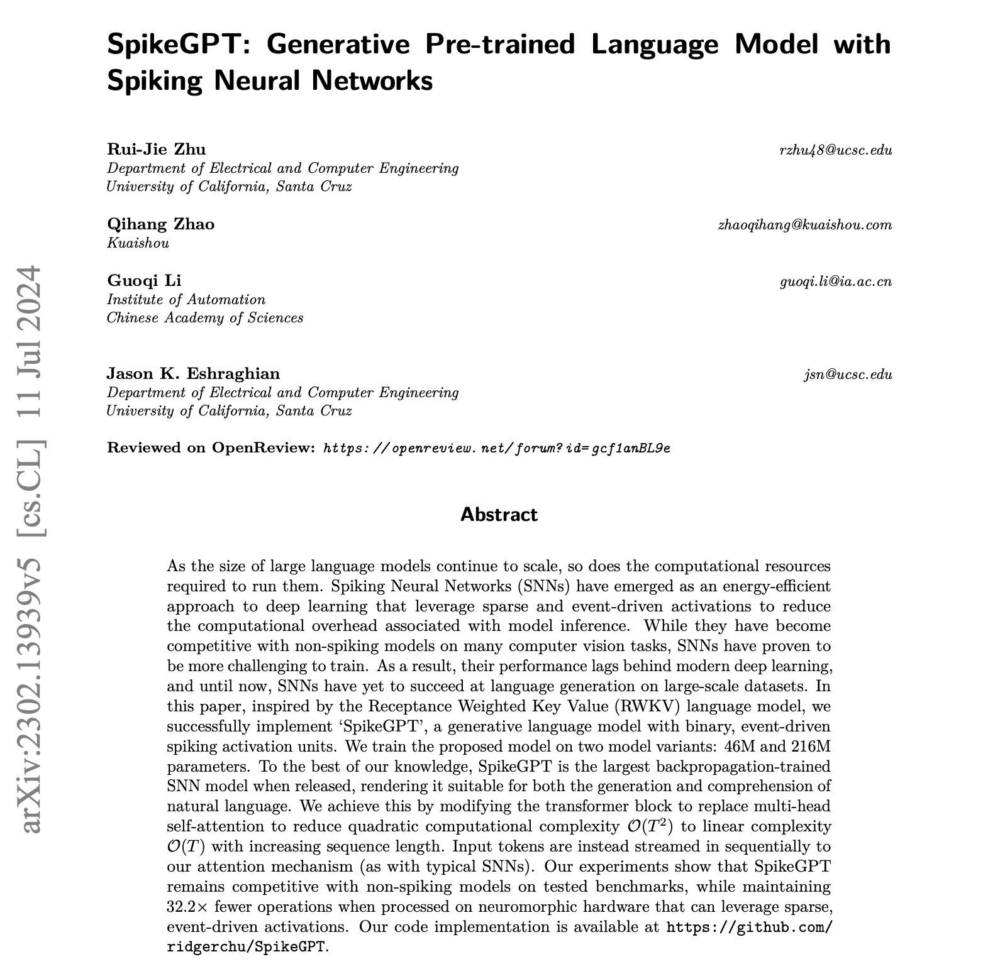 SpikeGPT: Generative Pre-trained Language Model with
Spiking Neural Networks
Rui-Jie Zhu rzhu48@ucsc.edu
Department of Electrical and Computer Engineering
University of California, Santa Cruz
Qihang Zhao zhaoqihang@kuaishou.com
Kuaishou
Guoqi Li guoqi.li@ia.ac.cn
Institute of Automation
Chinese Academy of Sciences
Jason K. Eshraghian jsn@ucsc.edu
Department of Electrical and Computer Engineering
University of California, Santa Cruz
Reviewed on OpenReview: https://openreview.net/forum?id=gcf1anBL9e
arXiv:2302.13939v5 [cs.CL] 11 Jul 2024
Abstract
As the size of large language models continue to scale, so does the computational resources
required to run them. Spiking Neural Networks (SNNs) have emerged as an energy-efficient
approach to deep learning that leverage sparse and event-driven activations to reduce
the computational overhead associated with model inference. While they have become
competitive with non-spiking models on many computer vision tasks, SNNs have proven to
be more challenging to train. As a result, their performance lags behind modern deep learning,
and until now, SNNs have yet to succeed at language generation on large-scale datasets. In
this paper, inspired by the Receptance Weighted Key Value (RWKV) language model, we
successfully implement ‘SpikeGPT’, a generative language model with binary, event-driven
spiking activation units. We train the proposed model on two model variants: 46M and 216M
parameters. To the best of our knowledge, SpikeGPT is the largest backpropagation-trained
SNN model when released, rendering it suitable for both the generation and comprehension of
natural language. We achieve this by modifying the transformer block to replace multi-head
self-attention to reduce quadratic computational complexity O(T²) to linear complexity
O(T) with increasing sequence length. Input tokens are instead streamed in sequentially to
our attention mechanism (as with typical SNNs). Our experiments show that SpikeGPT
remains competitive with non-spiking models on tested benchmarks, while maintaining
32.2× fewer operations when processed on neuromorphic hardware that can leverage sparse,
event-driven activations. Our code implementation is available at https://github.com/
ridgerchu/SpikeGPT.